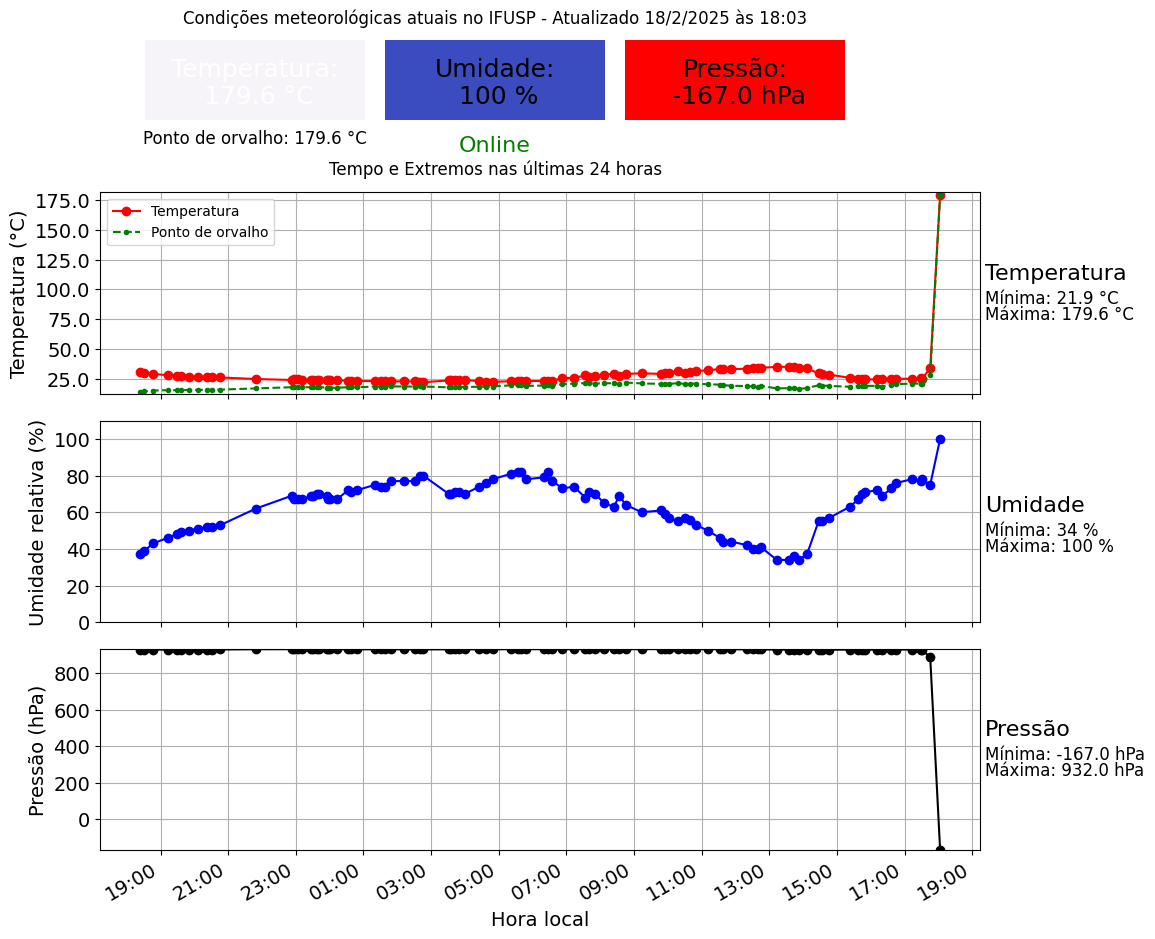 Condições meteorológicas atuais no IFUSP - Atualizado 18/2/2025 às 18:03
Temperatura:
179.6 °C
Umidade:
100 %
Pressão:
-167.0 hPa
Ponto de orvalho: 179.6 °C
Online
Tempo e Extremos nas últimas 24 horas
Temperatura (°C)
175.0
150.0
125.0
100.0
75.0
50.0
25.0
Temperatura
Ponto de orvalho
Temperatura
Mínima: 21.9 °C
Máxima: 179.6 °C
Umidade relativa (%)
100
80
60
40
20
0
Umidade
Mínima: 34 %
Máxima: 100 %
Pressão (hPa)
800
600
400
200
0
Pressão
Mínima: -167.0 hPa
Máxima: 932.0 hPa
19:00
21:00
23:00
01:00
03:00
05:00
07:00
09:00
11:00
13:00
15:00
17:00
19:00
Hora local